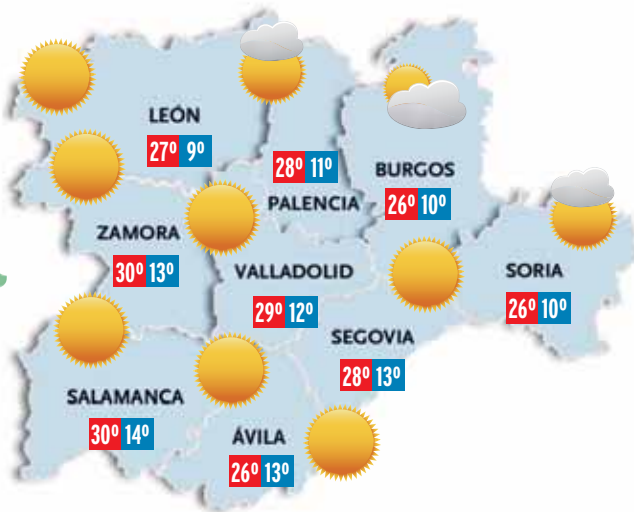 LEÓN
27º 9º
28º 11º
PALENCIA
BURGOS
26º 10º
ZAMORA
30º 13º
VALLADOLID
29º 12º
SORIA
26º 10º
SEGOVIA
28º 13º
SALAMANCA
30º 14º
ÁVILA
26º 13º